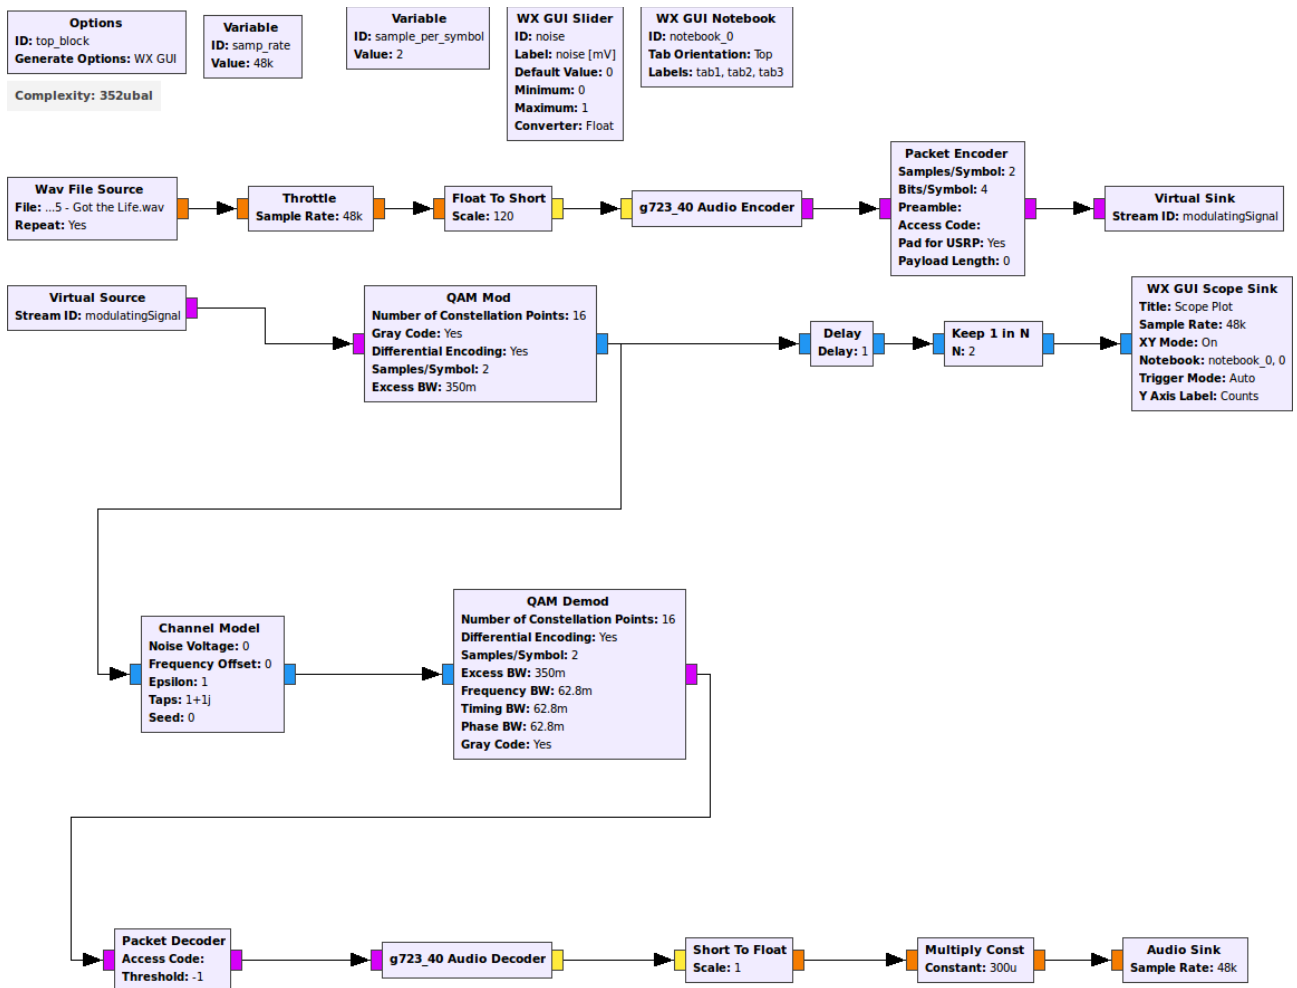 Options
ID: top_block
Generate Options: WX GUI
Complexity: 352ubal
Variable
ID: samp_rate
Value: 48k
Variable
ID: sample_per_symbol
Value: 2
WX GUI Slider
ID: noise
Label: noise [mV]
Default Value: 0
Minimum: 0
Maximum: 1
Converter: Float
WX GUI Notebook
ID: notebook_0
Tab Orientation: Top
Labels: tab1, tab2, tab3
Wav File Source
File: ...5 - Got the Life.wav
Repeat: Yes
Throttle
Sample Rate: 48k
Float To Short
Scale: 120
g723_40 Audio Encoder
Packet Encoder
Samples/Symbol: 2
Bits/Symbol: 4
Preamble:
Access Code:
Pad for USRP: Yes
Payload Length: 0
Virtual Sink
Stream ID: modulatingSignal
Virtual Source
Stream ID: modulatingSignal
QAM Mod
Number of Constellation Points: 16
Gray Code: Yes
Differential Encoding: Yes
Samples/Symbol: 2
Excess BW: 350m
Delay
Delay: 1
Keep 1 in N
N: 2
WX GUI Scope Sink
Title: Scope Plot
Sample Rate: 48k
XY Mode: On
Notebook: notebook_0, 0
Trigger Mode: Auto
Y Axis Label: Counts
Channel Model
Noise Voltage: 0
Frequency Offset: 0
Epsilon: 1
Taps: 1+1j
Seed: 0
QAM Demod
Number of Constellation Points: 16
Differential Encoding: Yes
Samples/Symbol: 2
Excess BW: 350m
Frequency BW: 62.8m
Timing BW: 62.8m
Phase BW: 62.8m
Gray Code: Yes
Packet Decoder
Access Code:
Threshold: -1
g723_40 Audio Decoder
Short To Float
Scale: 1
Multiply Const
Constant: 300u
Audio Sink
Sample Rate: 48k